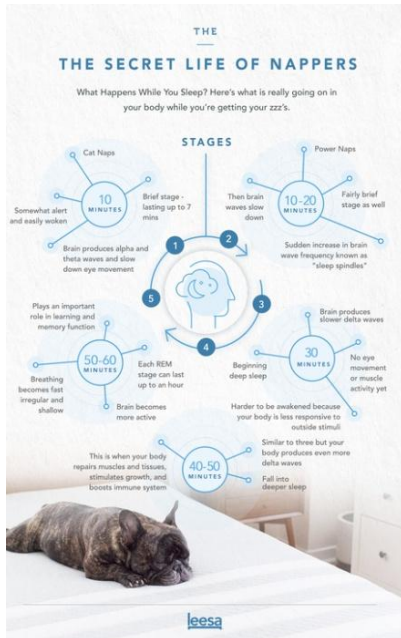 THE
THE SECRET LIFE OF NAPPERS
What Happens While You Sleep? Here's what is really going on in
your body while you're getting your zzz's.
STAGES
Cat Naps
10
MINUTES
Somewhat alert
and easily woken
Brief stage -
lasting up to 7
mins
Brain produces alpha and
theta waves and slow
down eye movement
Power Naps
10-20
MINUTES
Then brain
waves slow
down
Fairly brief
stage as well
Sudden increase in brain
wave frequency known as
"sleep spindles"
1
2
3
4
5
Brain produces
slower delta waves
30
MINUTES
Beginning
deep sleep
No eye
movement
or muscle
activity yet
Harder to be awakened because
your body is less responsive to
outside stimuli
40-50
MINUTES
This is when your body
repairs muscles and tissues,
stimulates growth, and
boosts immune system
Similar to three but your
body produces even more
delta waves
Fall into
deeper sleep
Plays an important
role in learning and
memory function
50-60
MINUTES
Each REM
stage can last
up to an hour
Breathing
becomes fast
irregular and
shallow
Brain becomes
more active
leesa